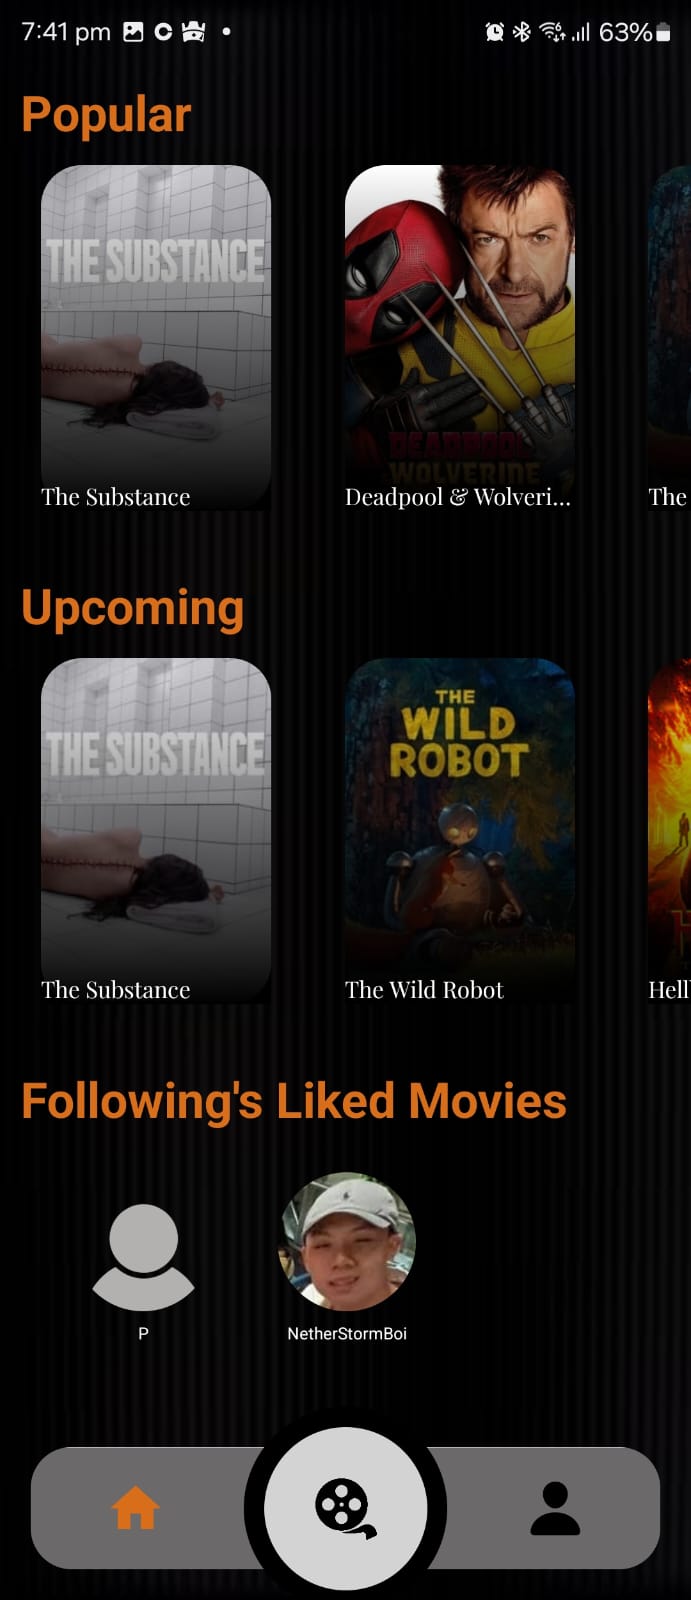 7:41 pm 63%
Popular
THE SUBSTANCE
DEADPOOL
WOLVERINE
The Substance
Deadpool & Wolveri...
The
Upcoming
THE SUBSTANCE
THE
WILD
ROBOT
The Substance
The Wild Robot
Hell
Following's Liked Movies
P
NetherStormBoi